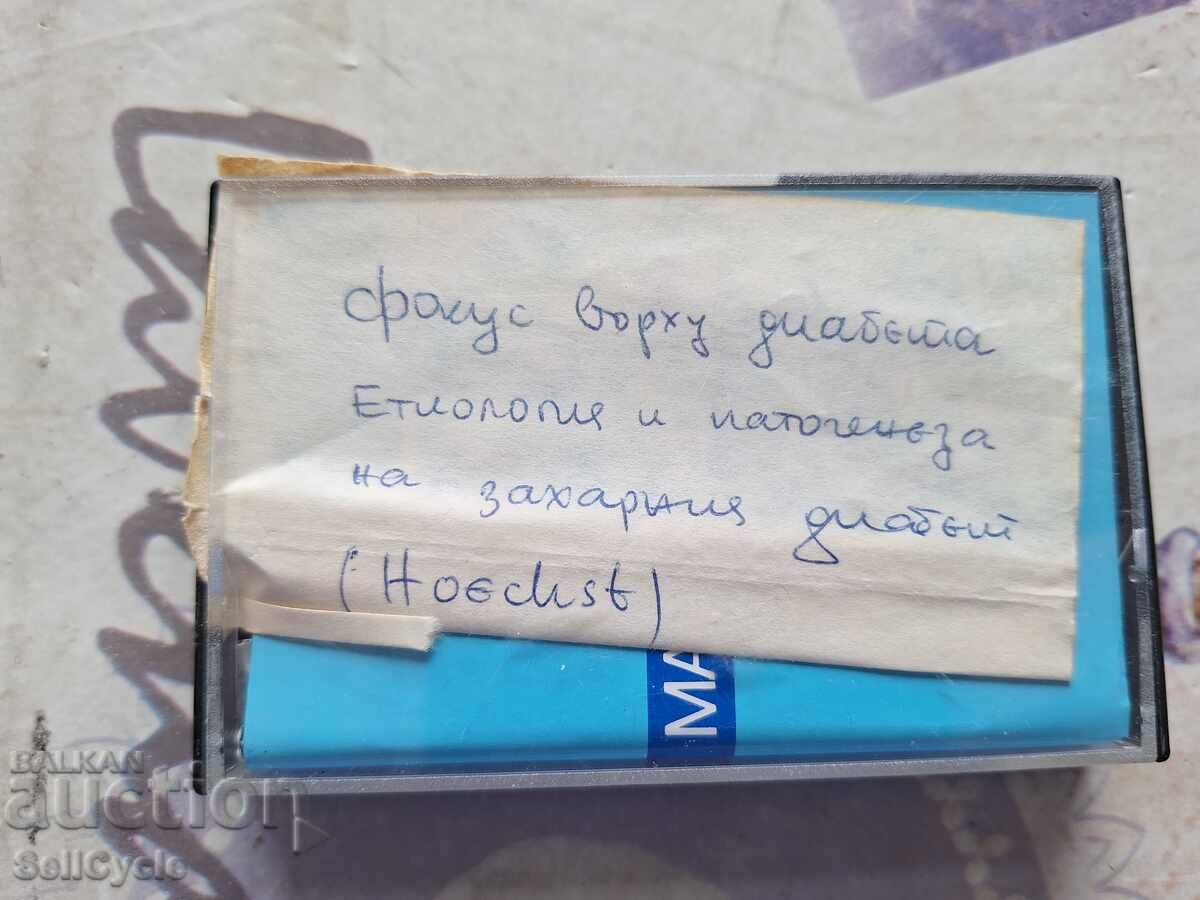 фокус върху диабета
Етиология и патогенеза
на захарния диабет
(Hoechst)
MA
BALKAN
auction
SellCycle